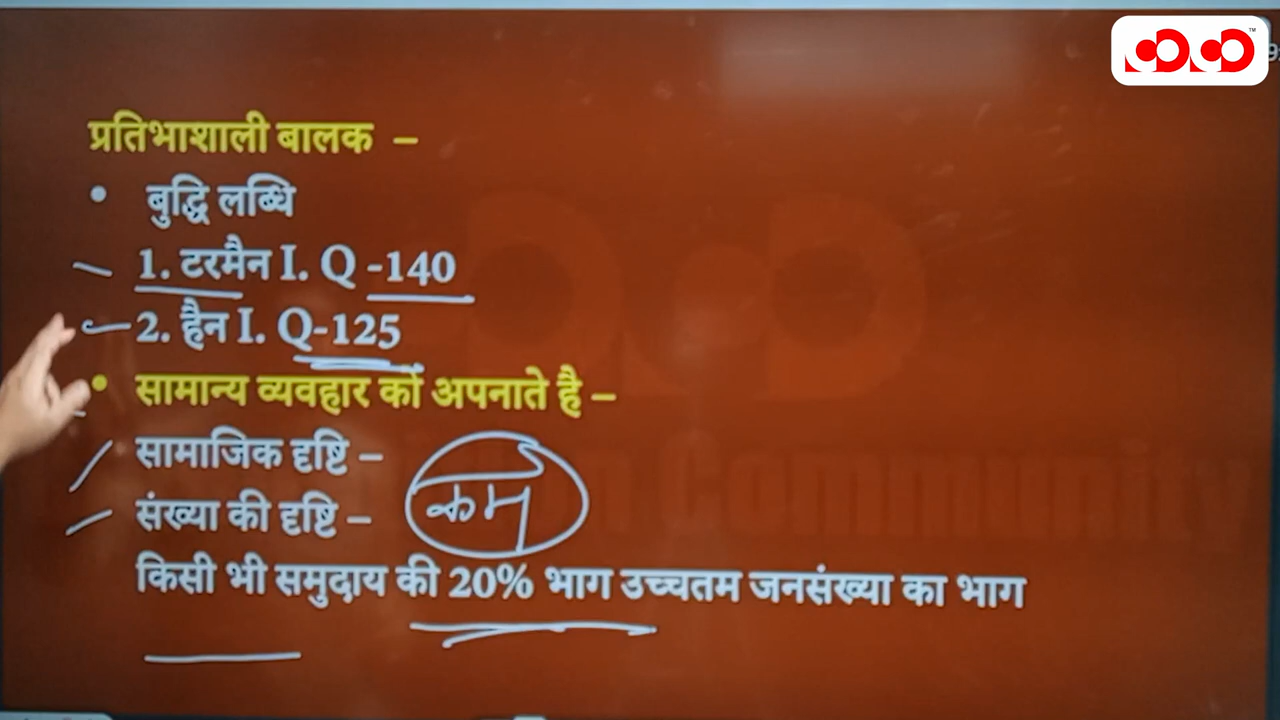 प्रतिभाशाली बालक –
• बुद्धि लब्धि
1. टरमैन I. Q -140
2. हैन I. Q-125
• सामान्य व्यवहार को अपनाते है –
सामाजिक दृष्टि –
संख्या की दृष्टि –
कम
किसी भी समुदाय की 20% भाग उच्चतम जनसंख्या का भाग